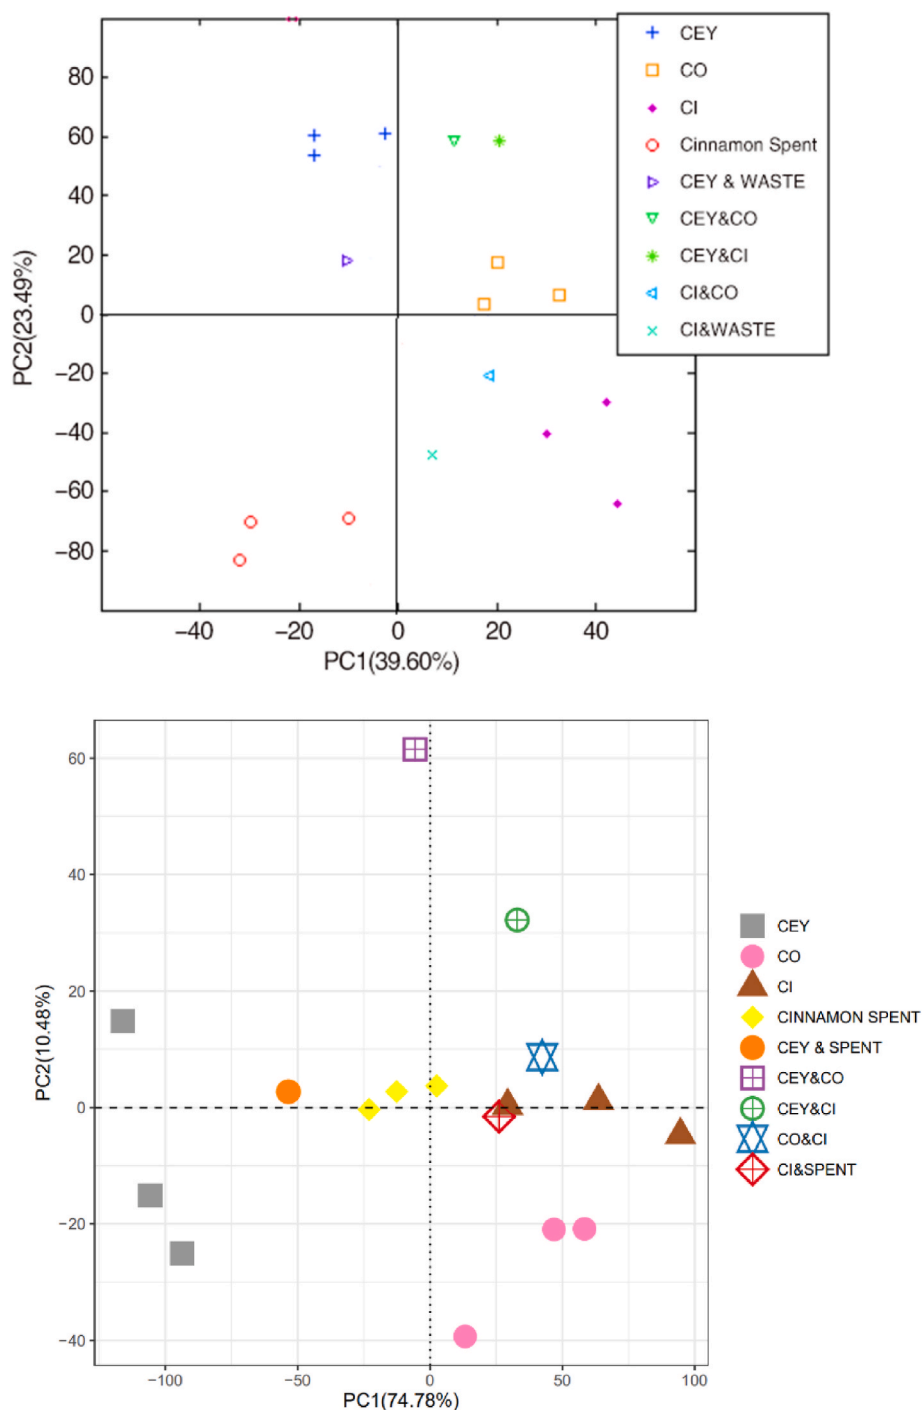 CEY
CO
CI
Cinnamon Spent
CEY & WASTE
CEY&CO
CEY&CI
CI&CO
CI&WASTE
80
60
40
20
0
−20
−40
−60
−80
PC2(23.49%)
−40 −20 0 20 40
PC1(39.60%)
60
40
20
0
−20
−40
PC2(10.48%)
−100 −50 0 50 100
PC1(74.78%)
CEY
CO
CI
CINNAMON SPENT
CEY & SPENT
CEY&CO
CEY&CI
CO&CI
CI&SPENT